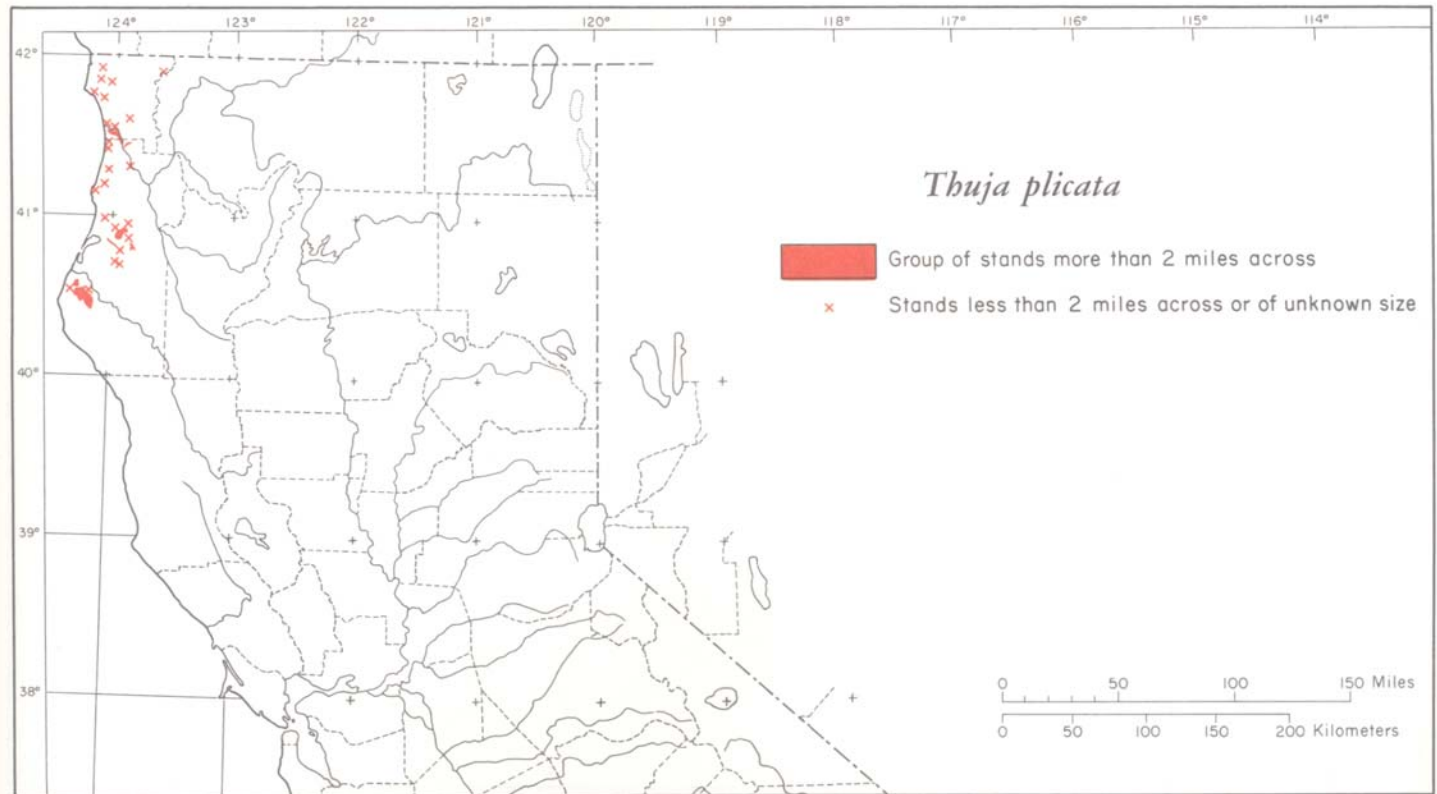 124° 123° 122° 121° 120° 119° 118° 117° 116° 115° 114°
42°
41°
40°
39°
38°
Thuja plicata
Group of stands more than 2 miles across
Stands less than 2 miles across or of unknown size
0 50 100 150 Miles
0 50 100 150 200 Kilometers